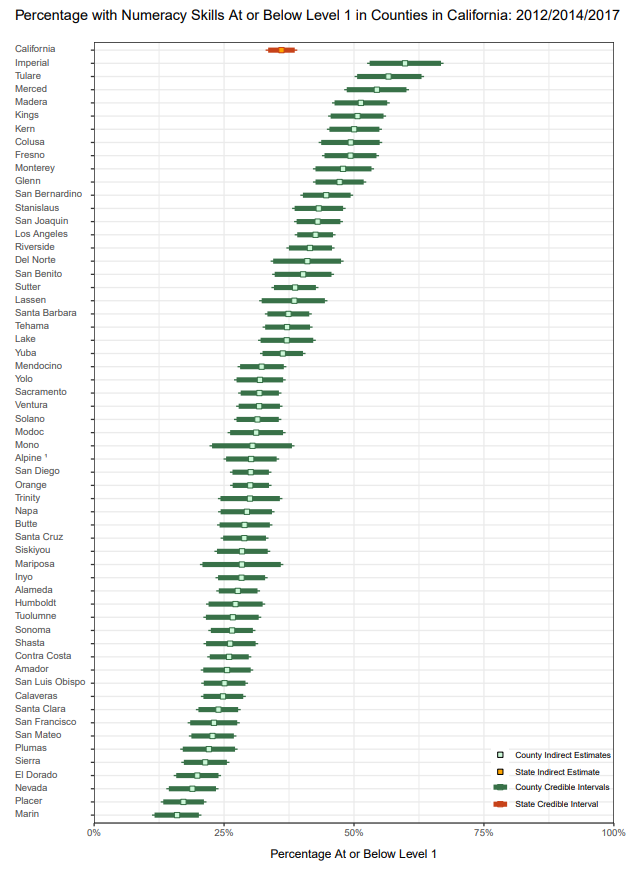 Percentage with Numeracy Skills At or Below Level 1 in Counties in California: 2012/2014/2017
California
Imperial
Tulare
Merced
Madera
Kings
Kern
Colusa
Fresno
Monterey
Glenn
San Bernardino
Stanislaus
San Joaquin
Los Angeles
Riverside
Del Norte
San Benito
Sutter
Lassen
Santa Barbara
Tehama
Lake
Yuba
Mendocino
Yolo
Sacramento
Ventura
Solano
Modoc
Mono
Alpine ¹
San Diego
Orange
Trinity
Napa
Butte
Santa Cruz
Siskiyou
Mariposa
Inyo
Alameda
Humboldt
Tuolumne
Sonoma
Shasta
Contra Costa
Amador
San Luis Obispo
Calaveras
Santa Clara
San Francisco
San Mateo
Plumas
Sierra
El Dorado
Nevada
Placer
Marin
County Indirect Estimates
State Indirect Estimate
County Credible Intervals
State Credible Interval
0% 25% 50% 75% 100%
Percentage At or Below Level 1